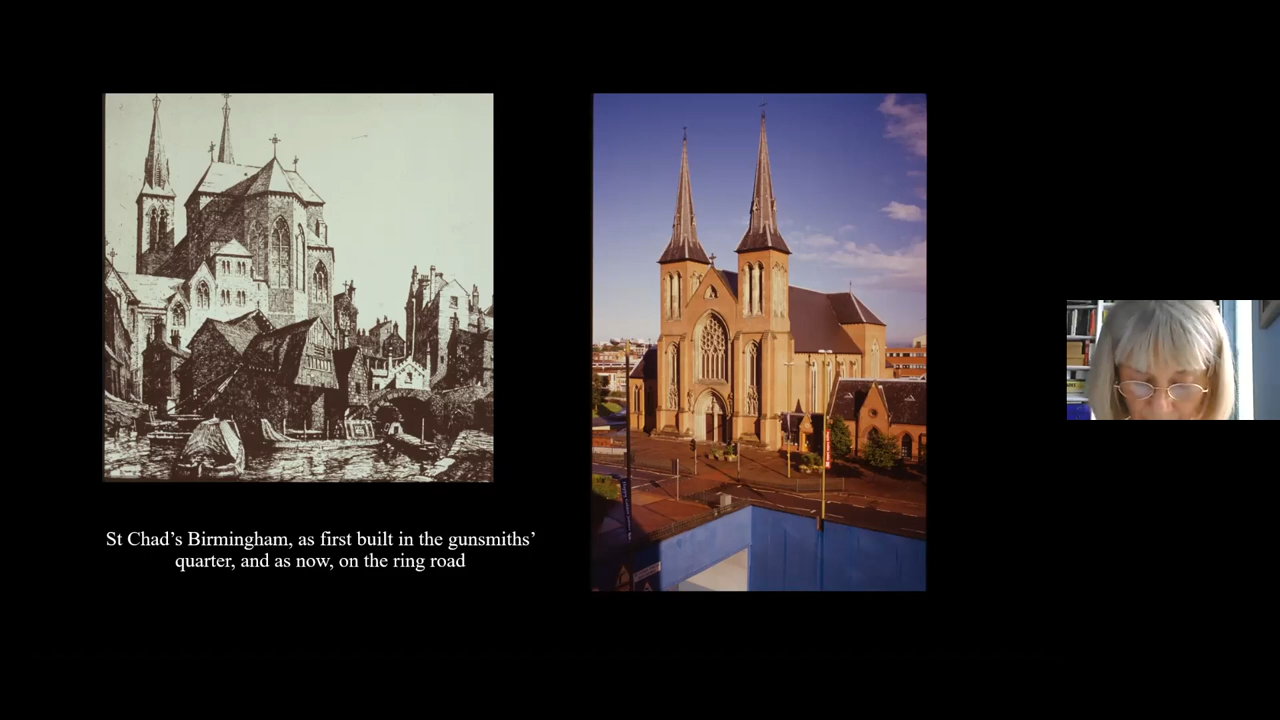 St Chad’s Birmingham, as first built in the gunsmiths’
quarter, and as now, on the ring road